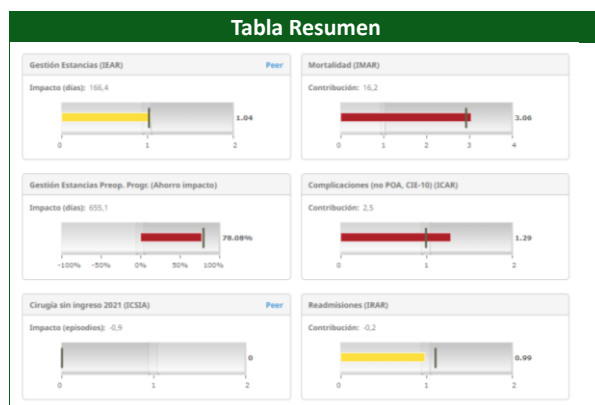 Tabla Resumen
Gestión Estancias (IEAR) Peer
Impacto (días): 166,4
1.04
0 1 2
Mortalidad (IMAR)
Contribución: 16,2
3.06
0 1 2 3 4
Gestión Estancias Preop. Progr. (Ahorro impacto)
Impacto (días): 655,1
78.08%
-100% -50% 0% 50% 100%
Complicaciones (no POA, CIE-10) (ICAR)
Contribución: 2,5
1.29
0 1 2
Cirugía sin ingreso 2021 (ICSIA) Peer
Impacto (episodios): -0,9
0
0 1 2
Readmisiones (IRAR)
Contribución: -0,2
0.99
0 1 2